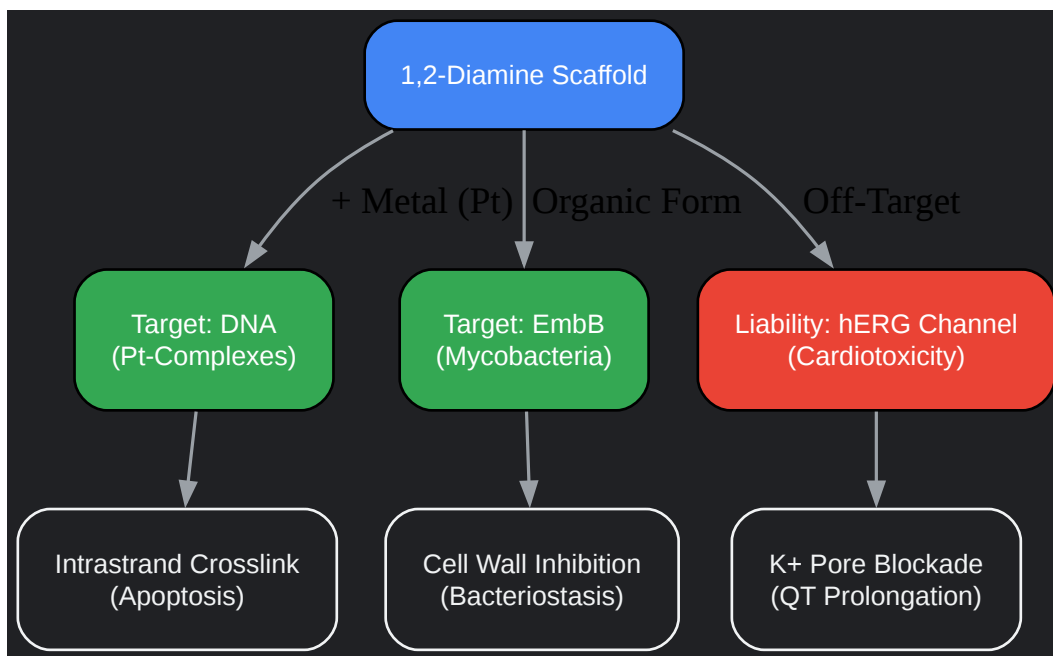 1,2-Diamine Scaffold
+ Metal (Pt)
Organic Form
Off-Target
Target: DNA
(Pt-Complexes)
Target: EmbB
(Mycobacteria)
Liability: hERG Channel
(Cardiotoxicity)
Intrastrand Crosslink
(Apoptosis)
Cell Wall Inhibition
(Bacteriostasis)
K+ Pore Blockade
(QT Prolongation)